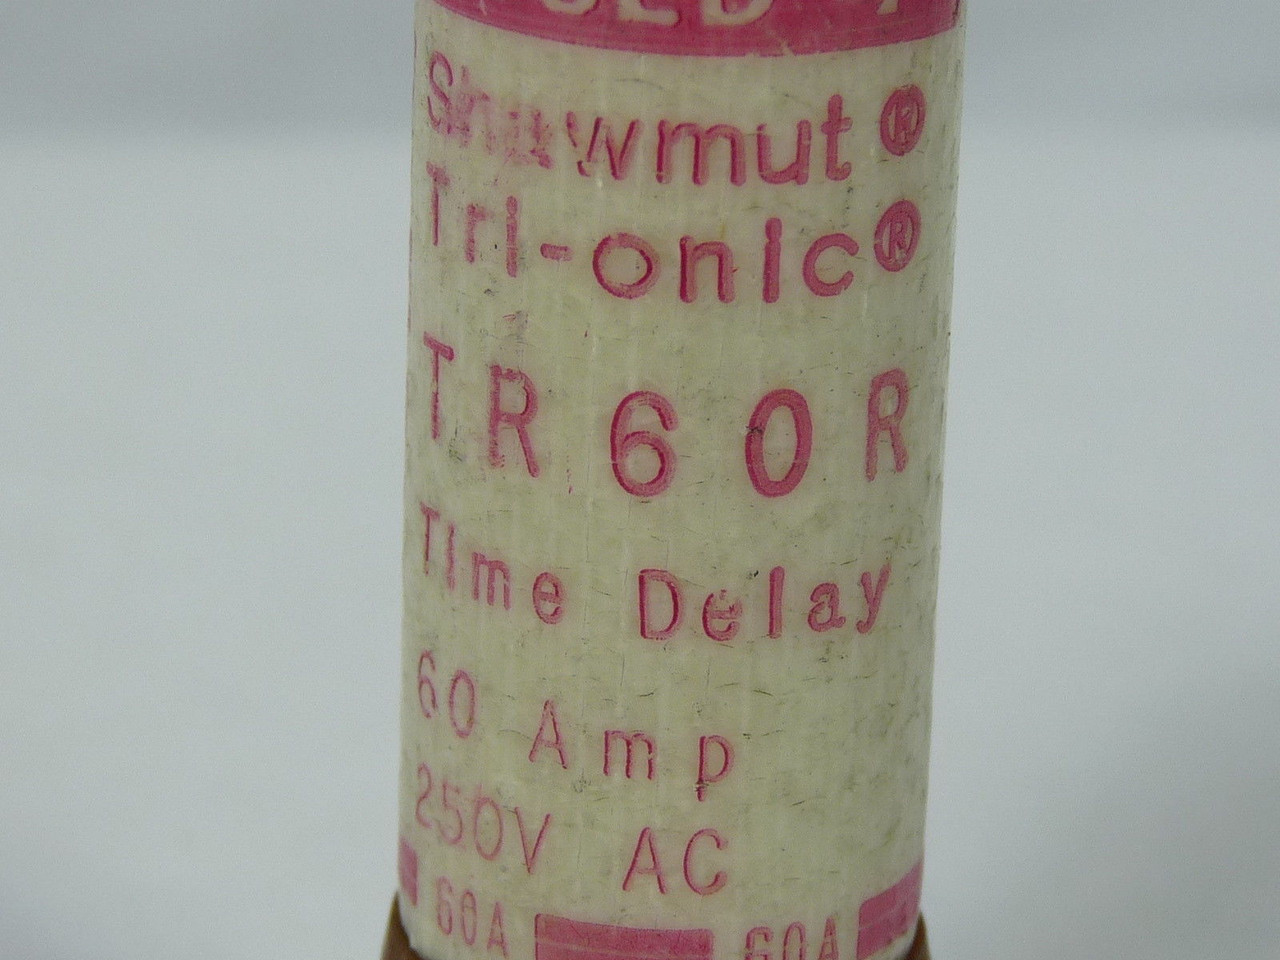 Shawmut®
Tri-onic®
TR60R
Time Delay
60 Amp
250V AC
60A 60A